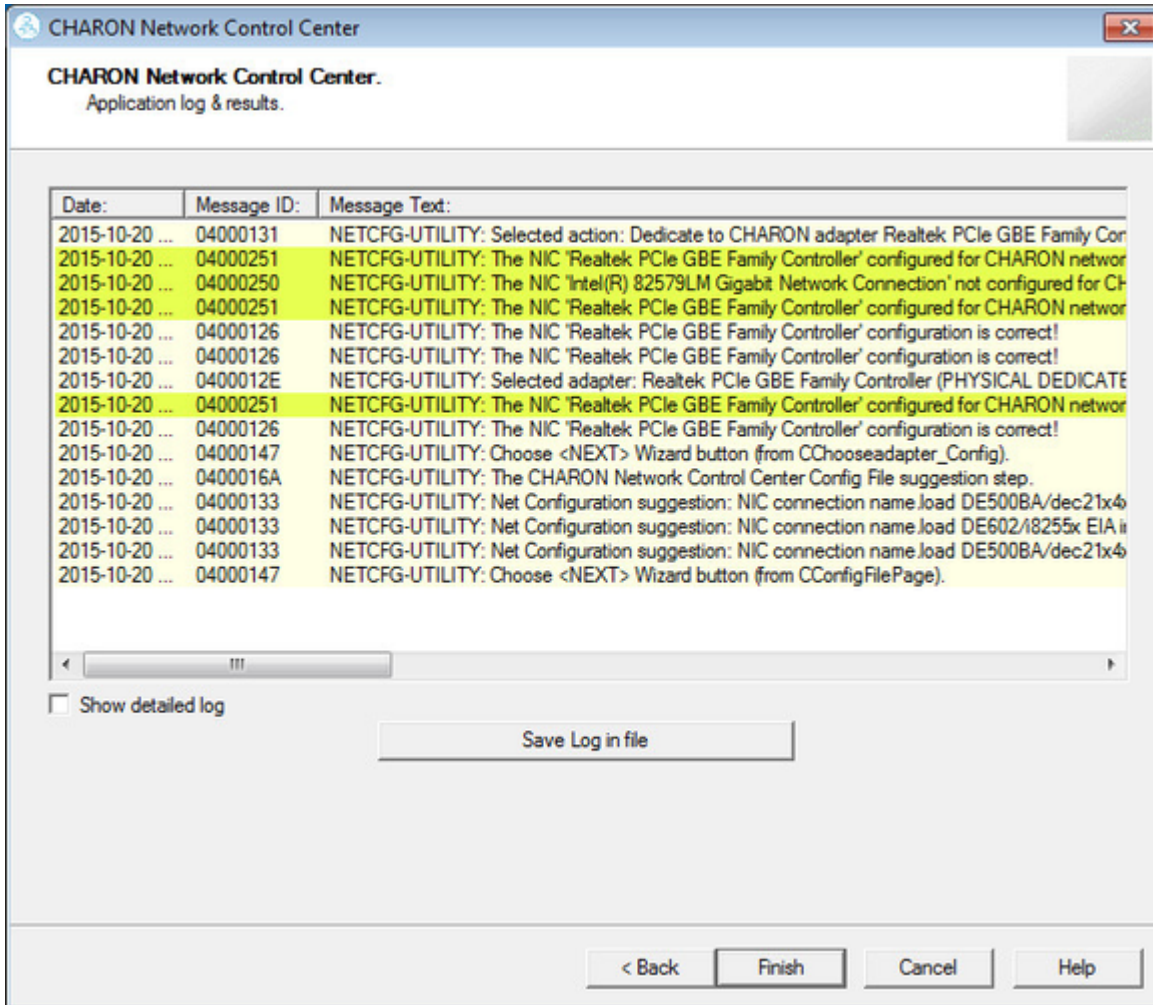 CHARON Network Control Center
CHARON Network Control Center.
Application log & results.
Date: Message ID: Message Text:
2015-10-20 ... 04000131 NETCFG-UTILITY: Selected action: Dedicate to CHARON adapter Realtek PCIe GBE Family Con
2015-10-20 ... 04000251 NETCFG-UTILITY: The NIC 'Realtek PCIe GBE Family Controller' configured for CHARON networ
2015-10-20 ... 04000250 NETCFG-UTILITY: The NIC 'Intel(R) 82579LM Gigabit Network Connection' not configured for CH
2015-10-20 ... 04000251 NETCFG-UTILITY: The NIC 'Realtek PCIe GBE Family Controller' configured for CHARON networ
2015-10-20 ... 04000126 NETCFG-UTILITY: The NIC 'Realtek PCIe GBE Family Controller' configuration is correct!
2015-10-20 ... 04000126 NETCFG-UTILITY: The NIC 'Realtek PCIe GBE Family Controller' configuration is correct!
2015-10-20 ... 0400012E NETCFG-UTILITY: Selected adapter: Realtek PCIe GBE Family Controller (PHYSICAL DEDICATE
2015-10-20 ... 04000251 NETCFG-UTILITY: The NIC 'Realtek PCIe GBE Family Controller' configured for CHARON networ
2015-10-20 ... 04000126 NETCFG-UTILITY: The NIC 'Realtek PCIe GBE Family Controller' configuration is correct!
2015-10-20 ... 04000147 NETCFG-UTILITY: Choose <NEXT> Wizard button (from CChooseadapter_Config).
2015-10-20 ... 0400016A NETCFG-UTILITY: The CHARON Network Control Center Config File suggestion step.
2015-10-20 ... 04000133 NETCFG-UTILITY: Net Configuration suggestion: NIC connection name.load DE500BA/dec21x4x
2015-10-20 ... 04000133 NETCFG-UTILITY: Net Configuration suggestion: NIC connection name.load DE602/i8255x EIA i
2015-10-20 ... 04000133 NETCFG-UTILITY: Net Configuration suggestion: NIC connection name.load DE500BA/dec21x4x
2015-10-20 ... 04000147 NETCFG-UTILITY: Choose <NEXT> Wizard button (from CConfigFilePage).
Show detailed log
Save Log in file
< Back Finish Cancel Help